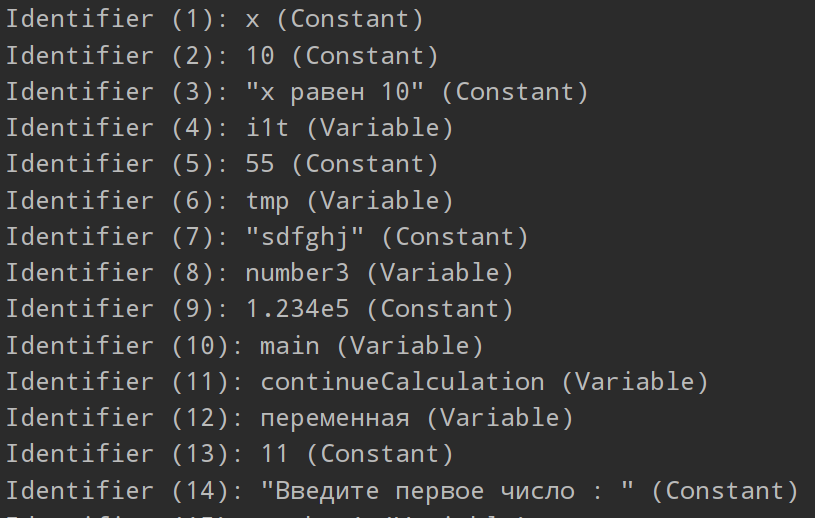 Identifier (1): x (Constant)
Identifier (2): 10 (Constant)
Identifier (3): "x равен 10" (Constant)
Identifier (4): i1t (Variable)
Identifier (5): 55 (Constant)
Identifier (6): tmp (Variable)
Identifier (7): "sdfghj" (Constant)
Identifier (8): number3 (Variable)
Identifier (9): 1.234e5 (Constant)
Identifier (10): main (Variable)
Identifier (11): continueCalculation (Variable)
Identifier (12): переменная (Variable)
Identifier (13): 11 (Constant)
Identifier (14): "Введите первое число : " (Constant)